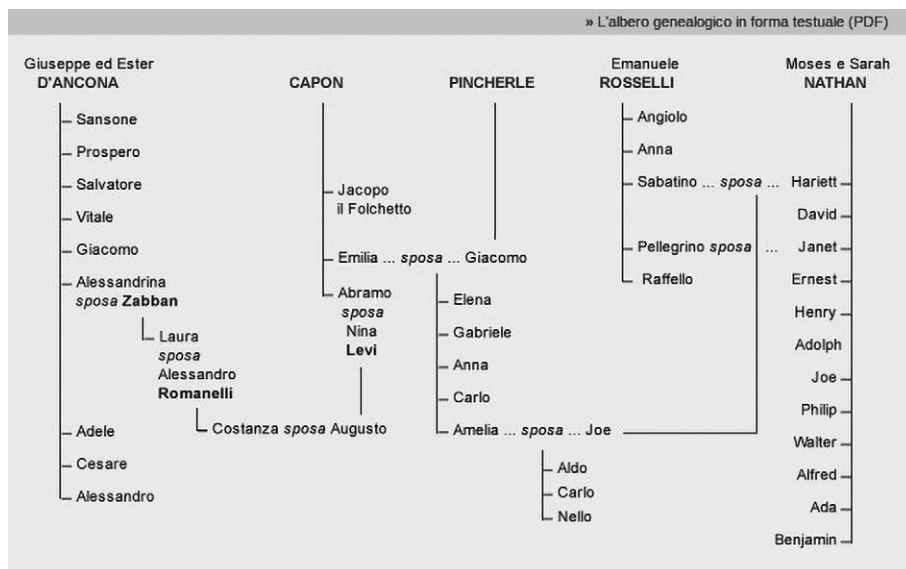 » L'albero genealogico in forma testuale (PDF)
Giuseppe ed Ester
D'ANCONA
Sansone
Prospero
Salvatore
Vitale
Giacomo
Alessandrina
sposa Zabban
Laura
sposa
Alessandro
Romanelli
Costanza sposa Augusto
Adele
Cesare
Alessandro
CAPON
Jacopo
il Folchetto
Emilia ... sposa ... Giacomo
Abramo
sposa
Nina
Levi
PINCHERLE
Elena
Gabriele
Anna
Carlo
Amelia ... sposa ... Joe
Aldo
Carlo
Nello
Emanuele
ROSSELLI
Angiolo
Anna
Sabatino ... sposa ... Hariett
Pellegrino sposa ... Janet
Raffello
Moses e Sarah
NATHAN
David
Ernest
Henry
Adolph
Joe
Philip
Walter
Alfred
Ada
Benjamin